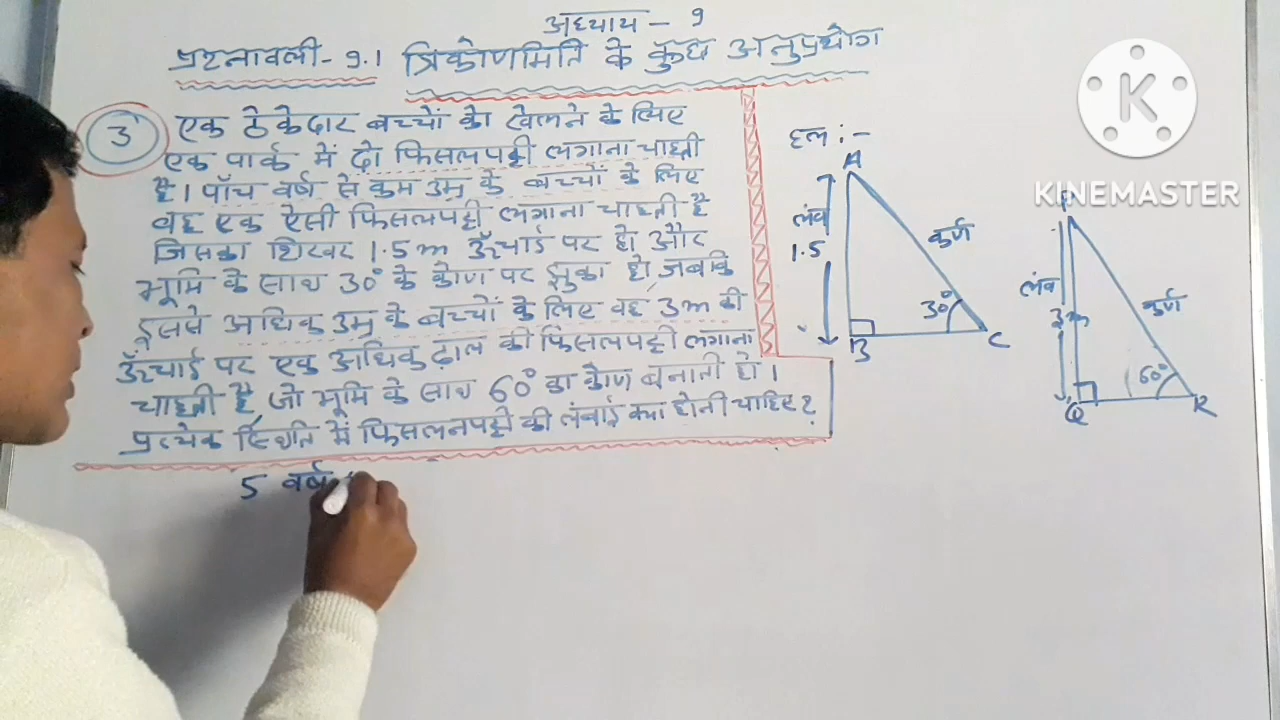 अध्याय - 9
प्रश्नावली - 9.1 त्रिकोणमिति के कुछ अनुप्रयोग
3 एक ठेकेदार बच्चों को खेलने के लिए
एक पार्क में दो फिसलपट्टी लगाना चाहती
है। पाँच वर्ष से कम उम्र के बच्चों के लिए
वह एक ऐसी फिसलपट्टी लगाना चाहती है
जिसका शिखर 1.5 m ऊँचाई पर हो और
भूमि के साथ 30° के कोण पर झुका हो, जबकि
इससे अधिक उम्र के बच्चों के लिए वह 3m की
ऊँचाई पर एक अधिक ढाल की फिसलपट्टी लगाना
चाहती है, जो भूमि के साथ 60° का कोण बनाती हो।
प्रत्येक स्थिति में फिसलनपट्टी की लंबाई क्या होनी चाहिए?
5 वर्ष
हल :-
A
लंब
1.5
कर्ण
30°
B
C
K
KINEMASTER
P
लंब
3m
कर्ण
60°
Q
R